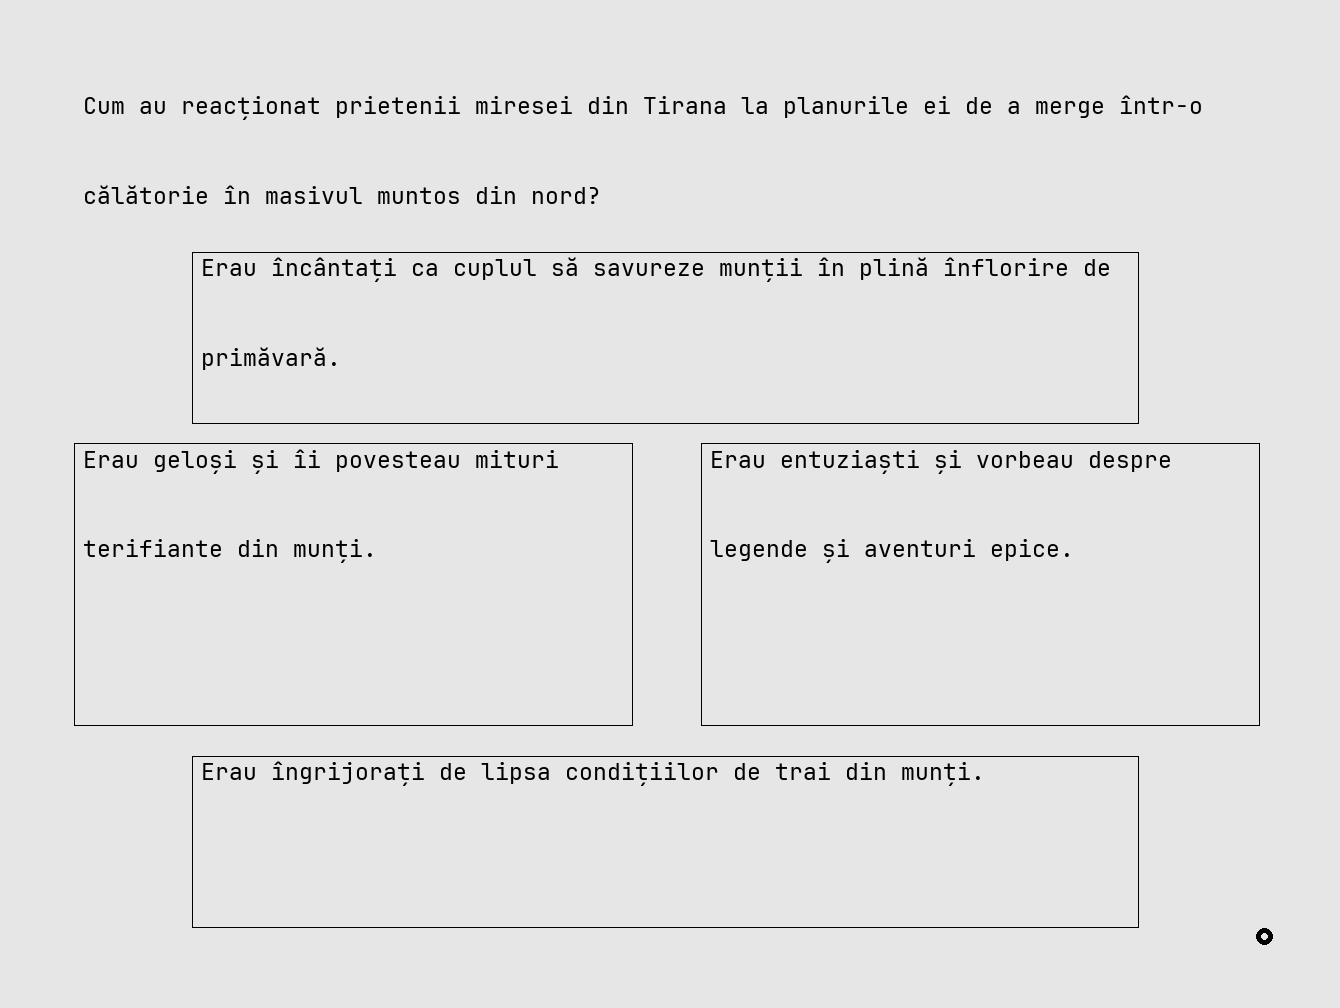 Cum au reacționat prietenii miresei din Tirana la planurile ei de a merge într-o
călătorie în masivul muntos din nord?
Erau încântați ca cuplul să savureze munții în plină înflorire de
primăvară.
Erau geloși și îi povesteau mituri
terifiante din munți.
Erau entuziaști și vorbeau despre
legende și aventuri epice.
Erau îngrijorați de lipsa condițiilor de trai din munți.